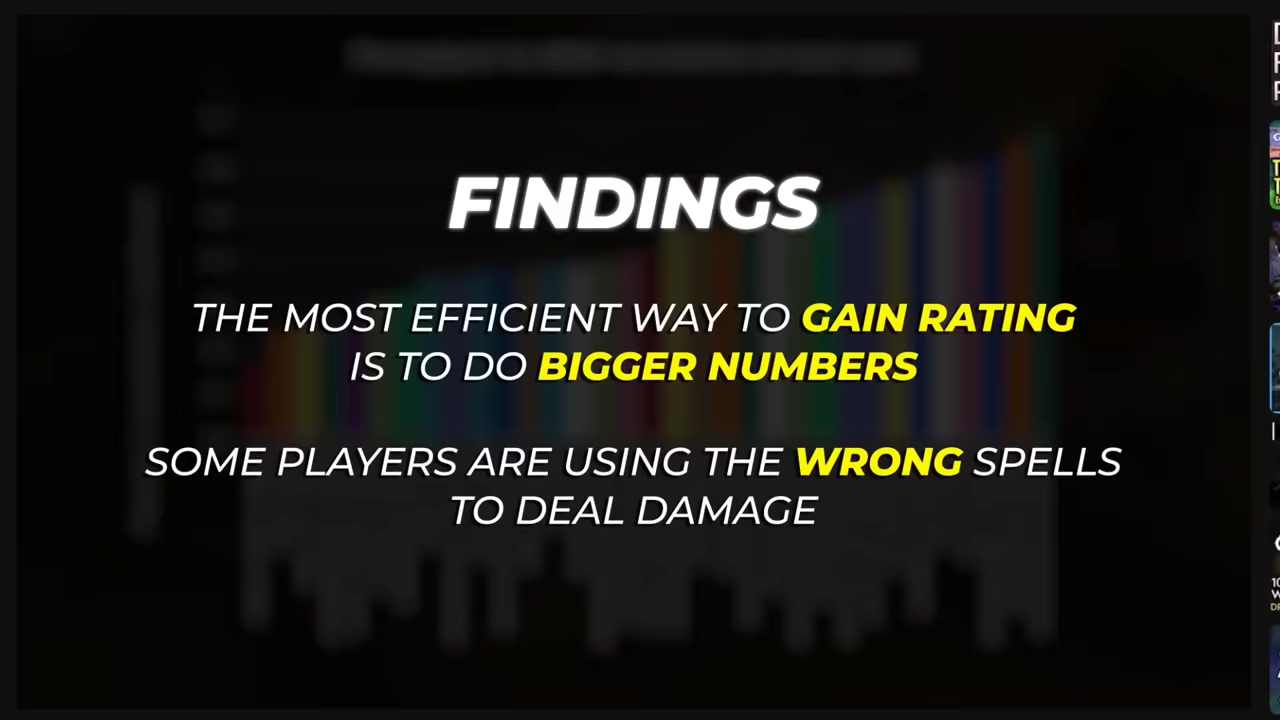 FINDINGS
THE MOST EFFICIENT WAY TO GAIN RATING
IS TO DO BIGGER NUMBERS
SOME PLAYERS ARE USING THE WRONG SPELLS
TO DEAL DAMAGE